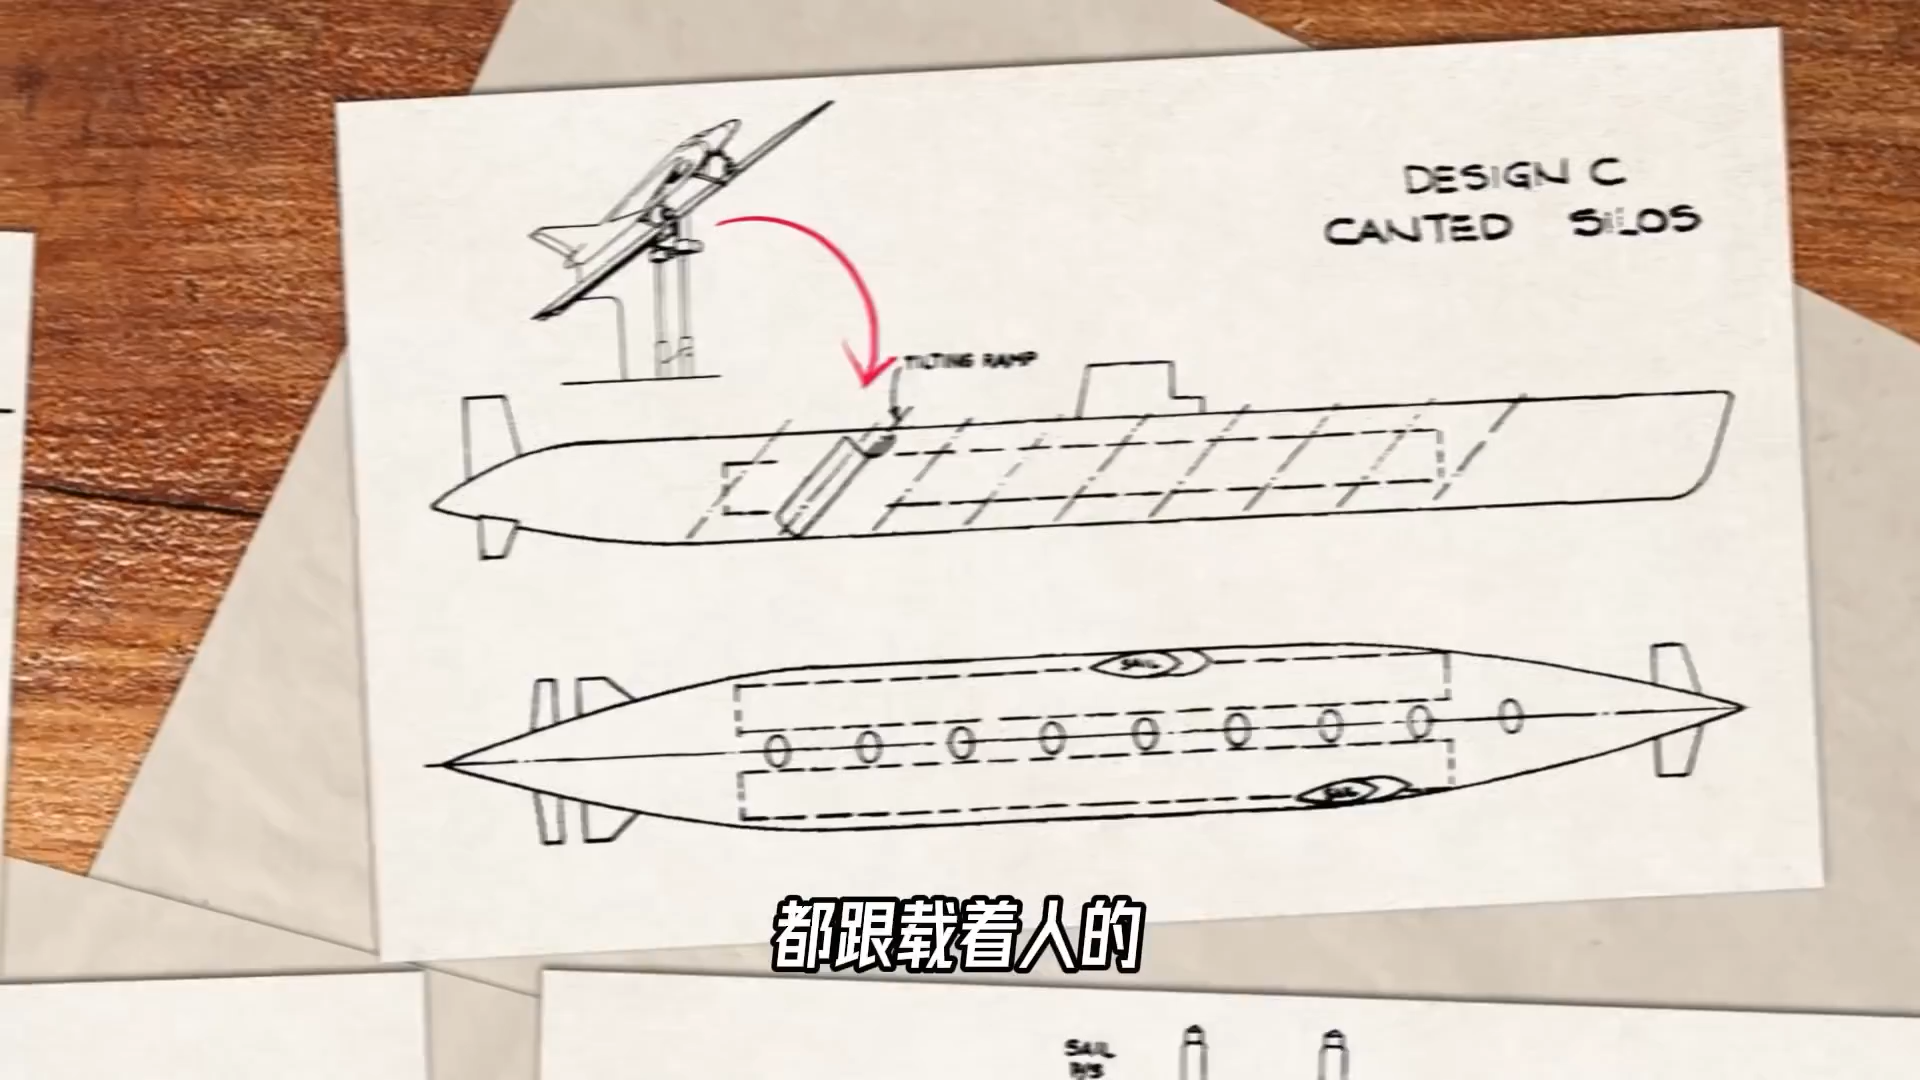 DESIGN C
CANTED SILOS
TILTING RAMP
SAIL
SAIL
都跟载着人的
SAIL
P/S